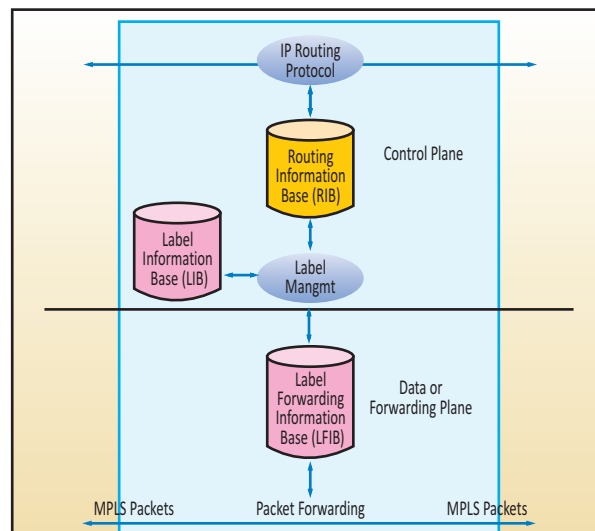 IP Routing
Protocol
Control Plane
Routing
Information
Base (RIB)
Label
Information
Base (LIB)
Label
Mangmt
Label
Forwarding
Information
Base (LFIB)
Data or
Forwarding Plane
MPLS Packets
Packet Forwarding
MPLS Packets